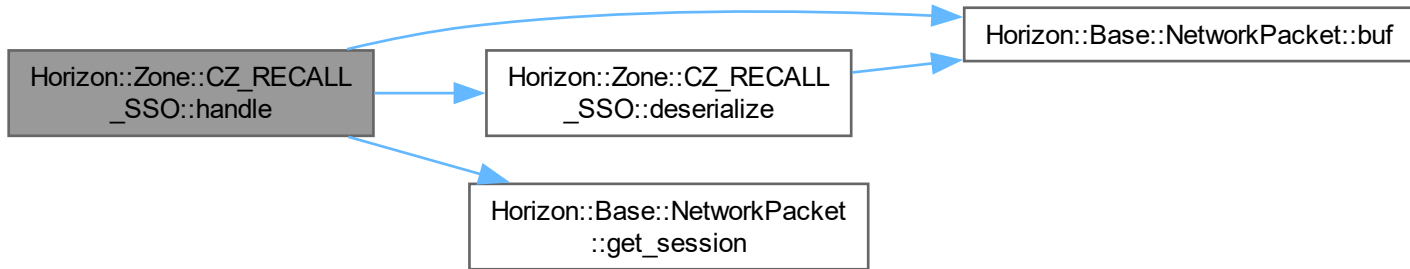 Horizon::Zone::CZ_RECALL
_SSO::handle
Horizon::Zone::CZ_RECALL
_SSO::deserialize
Horizon::Base::NetworkPacket::buf
Horizon::Base::NetworkPacket
::get_session